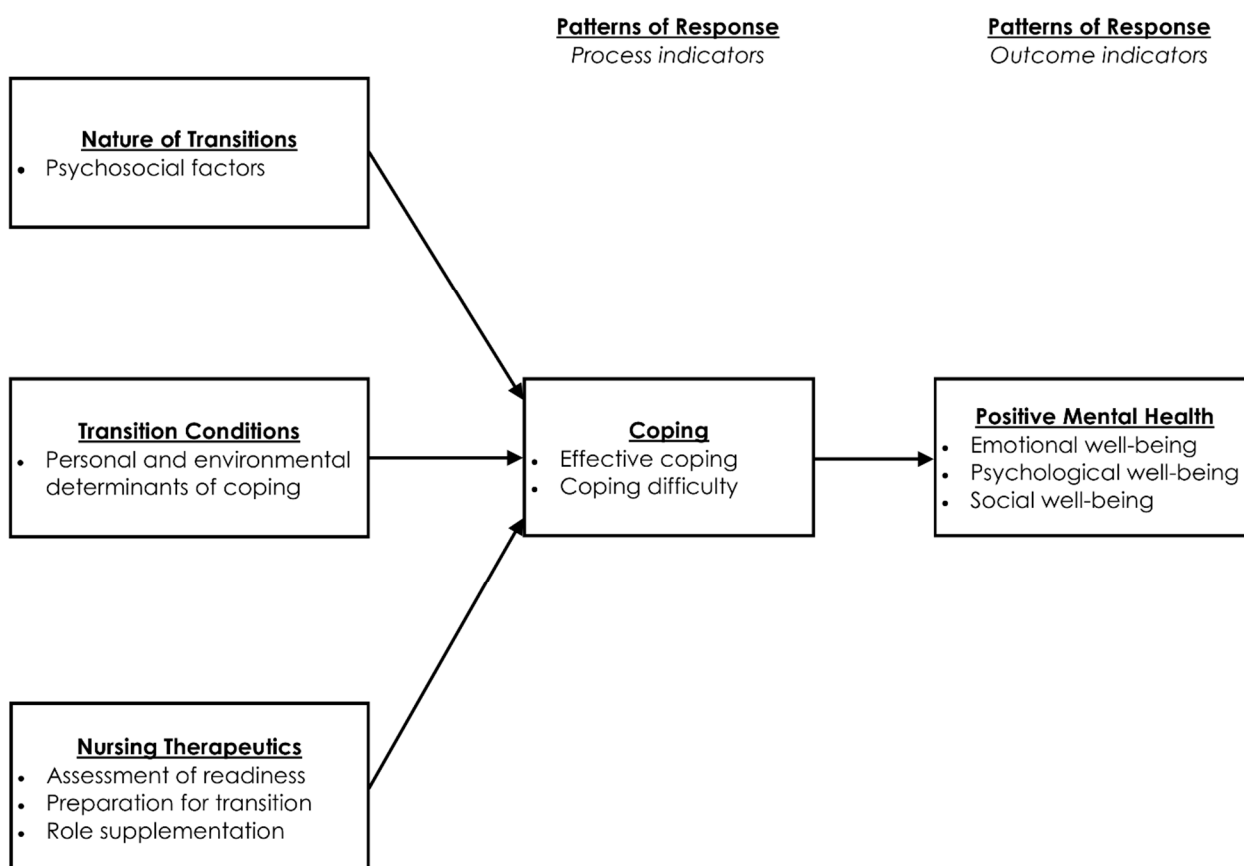 Patterns of Response
Process indicators
Patterns of Response
Outcome indicators
Nature of Transitions
• Psychosocial factors
Transition Conditions
• Personal and environmental
determinants of coping
Coping
• Effective coping
• Coping difficulty
Positive Mental Health
• Emotional well-being
• Psychological well-being
• Social well-being
Nursing Therapeutics
• Assessment of readiness
• Preparation for transition
• Role supplementation